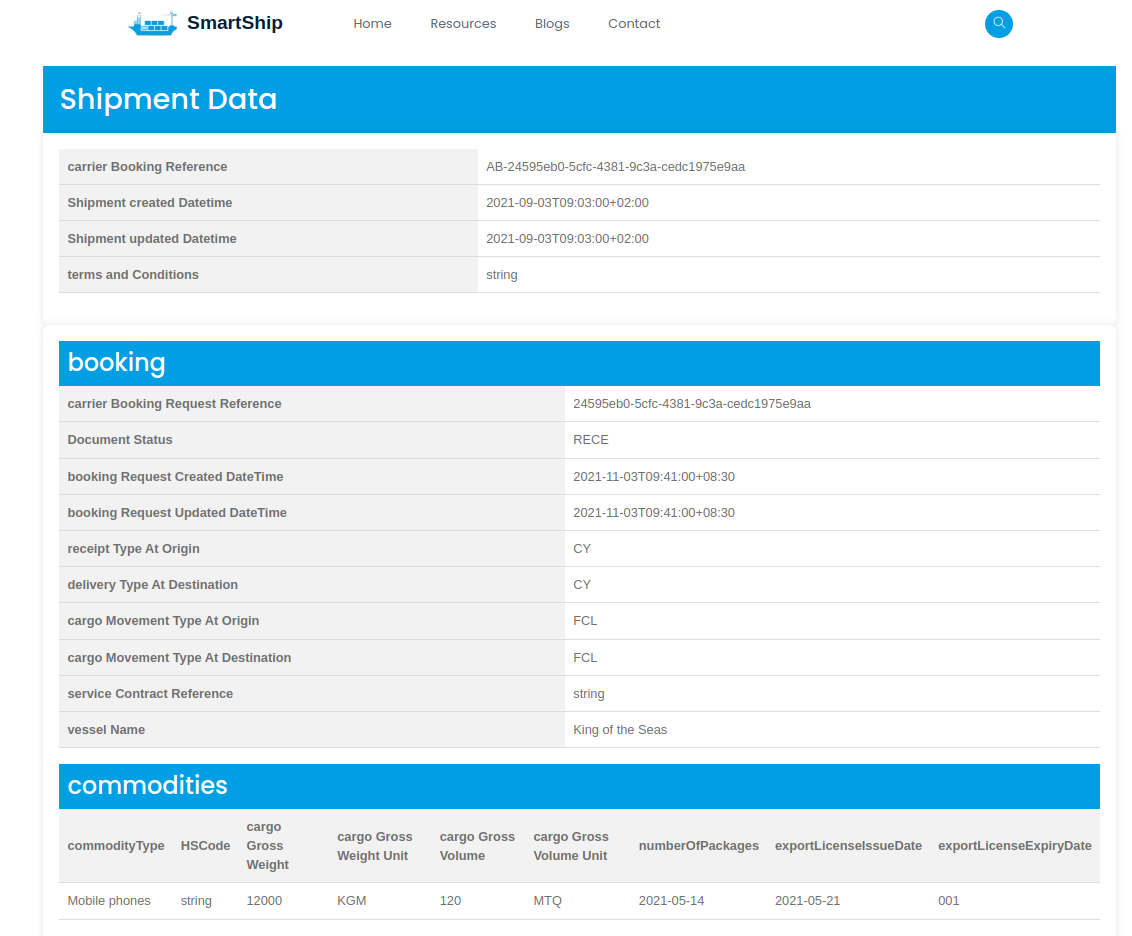 SmartShip Home Resources Blogs Contact
Shipment Data
carrier Booking Reference AB-24595eb0-5cfc-4381-9c3a-cedc1975e9aa
Shipment created Datetime 2021-09-03T09:03:00+02:00
Shipment updated Datetime 2021-09-03T09:03:00+02:00
terms and Conditions string
booking
carrier Booking Request Reference 24595eb0-5cfc-4381-9c3a-cedc1975e9aa
Document Status RECE
booking Request Created DateTime 2021-11-03T09:41:00+08:30
booking Request Updated DateTime 2021-11-03T09:41:00+08:30
receipt Type At Origin CY
delivery Type At Destination CY
cargo Movement Type At Origin FCL
cargo Movement Type At Destination FCL
service Contract Reference string
vessel Name King of the Seas
commodities
commodityType HSCode cargo Gross Weight cargo Gross Weight Unit cargo Gross Volume cargo Gross Volume Unit numberOfPackages exportLicenseIssueDate exportLicenseExpiryDate
Mobile phones string 12000 KGM 120 MTQ 2021-05-14 2021-05-21 001